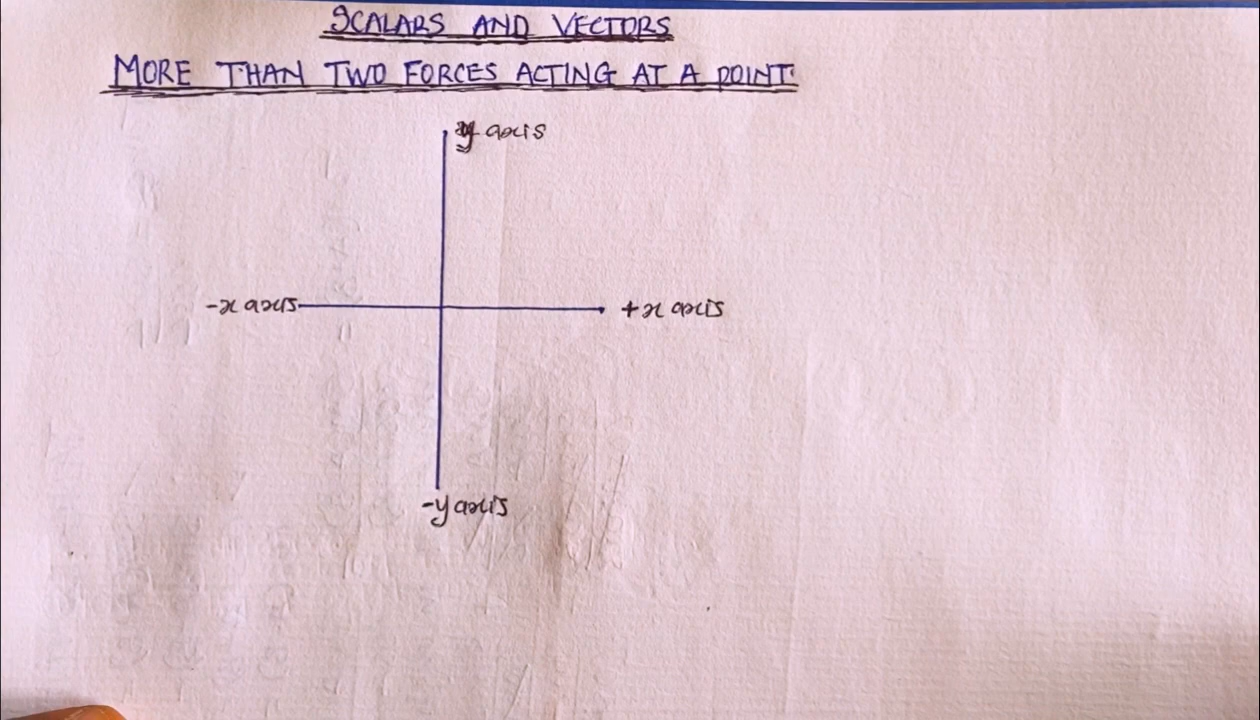 SCALARS AND VECTORS
MORE THAN TWO FORCES ACTING AT A POINT.
y axis
-x axis
+x axis
-y axis